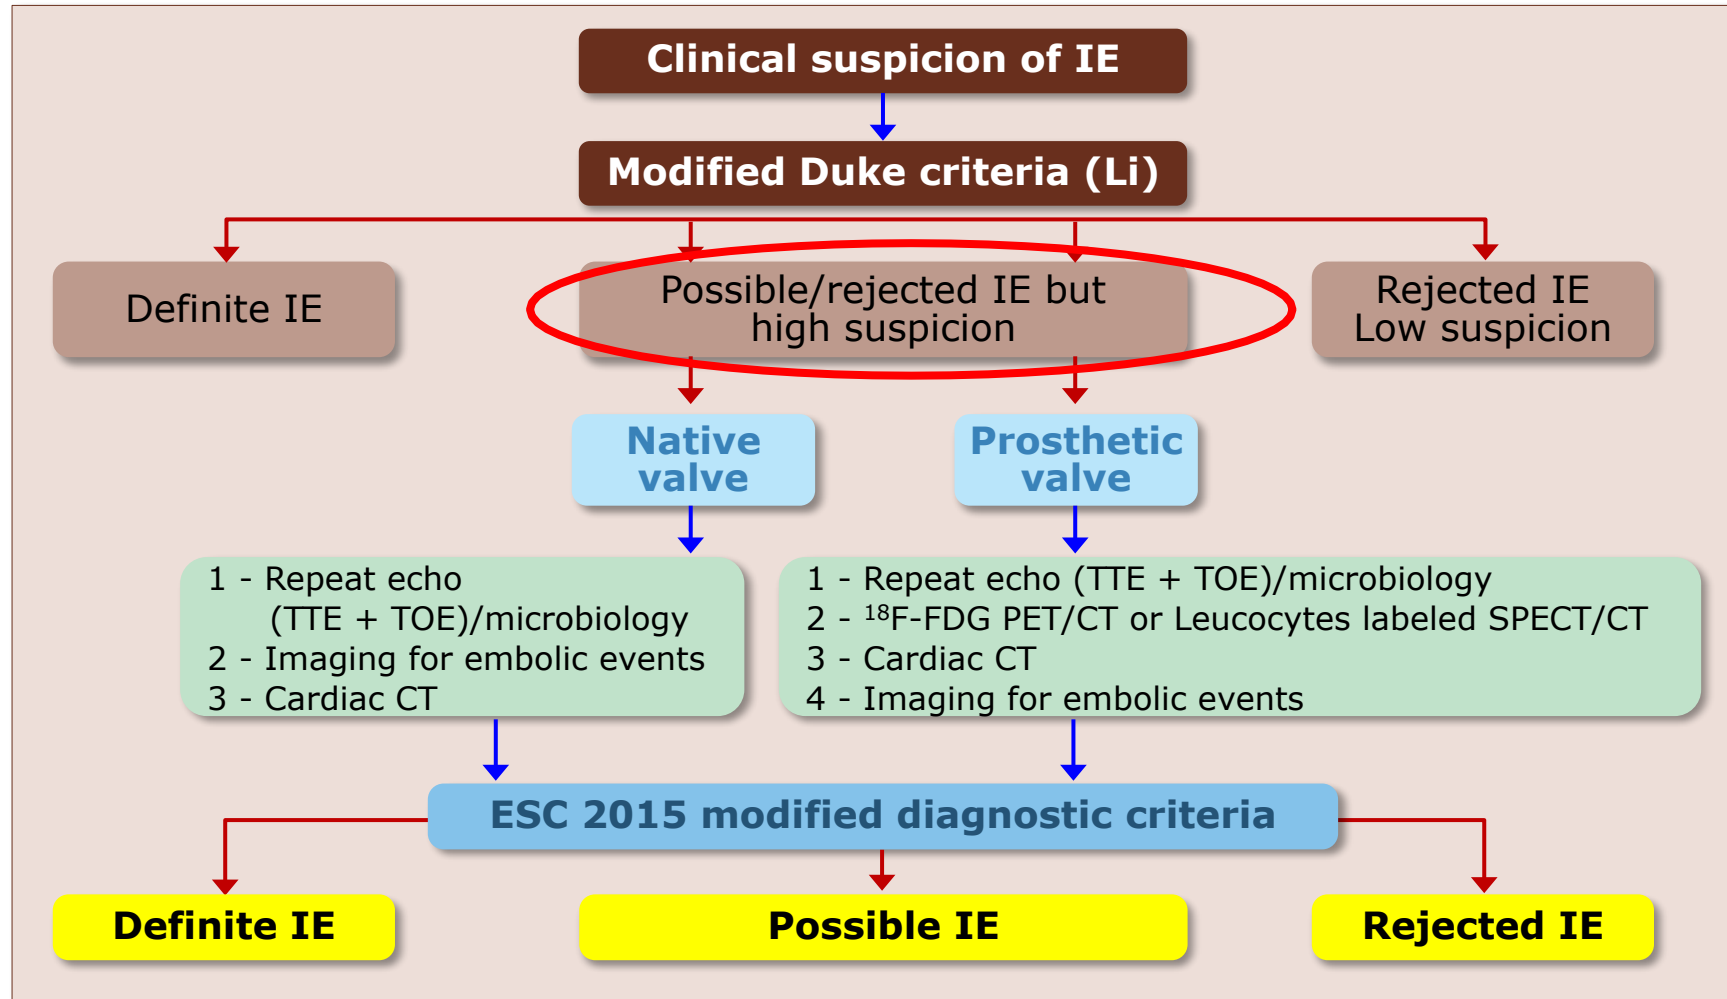 Clinical suspicion of IE
Modified Duke criteria (Li)
Definite IE
Possible/rejected IE but
high suspicion
Rejected IE
Low suspicion
Native
valve
Prosthetic
valve
1 - Repeat echo
(TTE + TOE)/microbiology
2 - Imaging for embolic events
3 - Cardiac CT
1 - Repeat echo (TTE + TOE)/microbiology
2 - ¹⁸F-FDG PET/CT or Leucocytes labeled SPECT/CT
3 - Cardiac CT
4 - Imaging for embolic events
ESC 2015 modified diagnostic criteria
Definite IE
Possible IE
Rejected IE